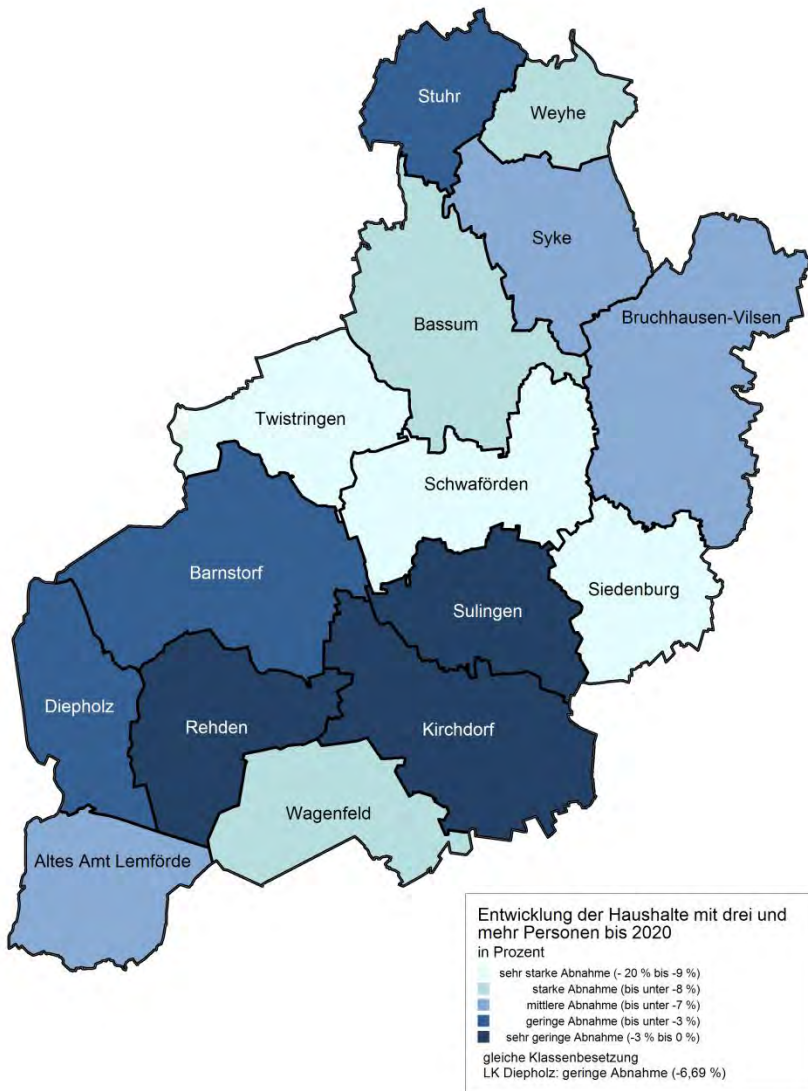 Stuhr
Weyhe
Syke
Bruchhausen-Vilsen
Bassum
Twistringen
Schwaförden
Barnstorf
Siedenburg
Sulingen
Diepholz
Rehden
Kirchdorf
Wagenfeld
Altes Amt Lemförde
Entwicklung der Haushalte mit drei und
mehr Personen bis 2020
in Prozent
sehr starke Abnahme (- 20 % bis -9 %)
starke Abnahme (bis unter -8 %)
mittlere Abnahme (bis unter -7 %)
geringe Abnahme (bis unter -3 %)
sehr geringe Abnahme (-3 % bis 0 %)
gleiche Klassenbesetzung
LK Diepholz: geringe Abnahme (-6,69 %)